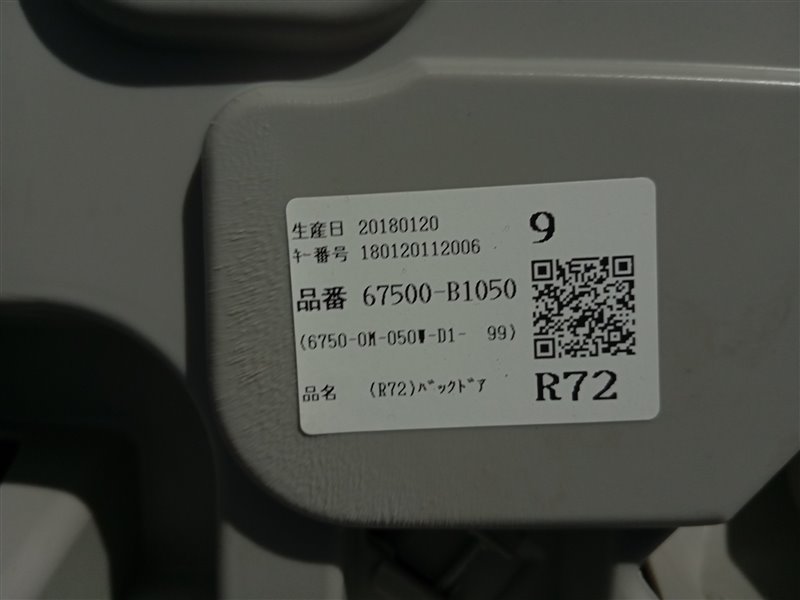 生産日 20180120
9
ｷｰ番号 180120112006
品番 67500-B1050
(6750-0M-050W-D1- 99)
品名 (R72)ﾊﾞｯｸﾄﾞｱ
R72